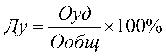 Ду = Оуд / Ообщ × 100%